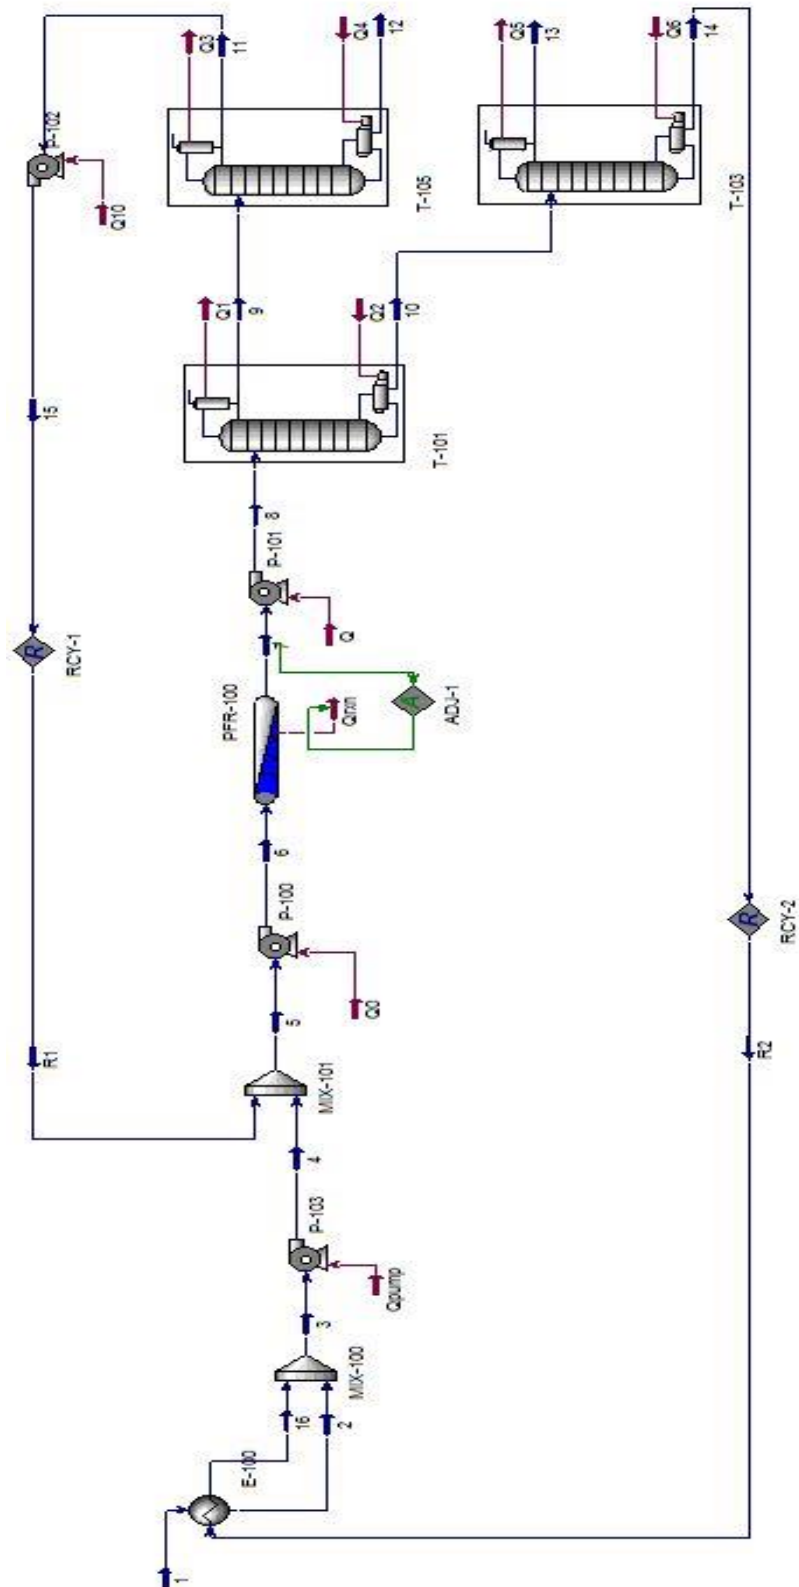 1
E-100
16
2
MIX-100
3
P-103
Qpump
4
MIX-101
R1
5
P-100
Q0
6
PFR-100
Qrxn
ADJ-1
A
P-101
Q
8
T-101
Q1
9
Q2
10
T-105
Q3
11
Q4
12
T-103
Q5
13
Q6
14
P-102
Q10
15
R
RCY-1
R
RCY-2
R2